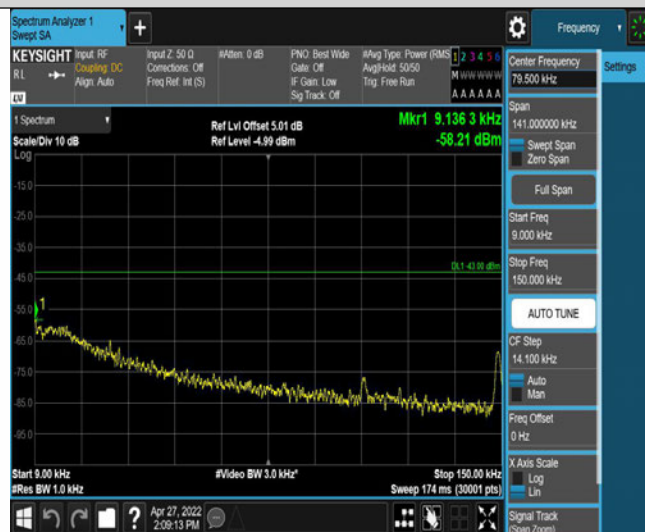 Spectrum Analyzer 1
Swept SA
+
Frequency
KEYSIGHT
RL
LXI
Input: RF
Coupling: DC
Align: Auto
Input Z: 50 Ω
Corrections: Off
Freq Ref: Int (S)
#Atten: 0 dB
PNO: Best Wide
Gate: Off
IF Gain: Low
Sig Track: Off
#Avg Type: Power (RMS
Avg|Hold: 50/50
Trig: Free Run
1 2 3 4 5 6
M W W W W W
A A A A A A
1 Spectrum
Scale/Div 10 dB
Log
Ref Lvl Offset 5.01 dB
Ref Level -4.99 dBm
Mkr1 9.136 3 kHz
-58.21 dBm
-15.0
-25.0
-35.0
DL1 -43.00 dBm
-45.0
-55.0
1
-65.0
-75.0
-85.0
-95.0
Start 9.00 kHz
#Res BW 1.0 kHz
#Video BW 3.0 kHz*
Stop 150.00 kHz
Sweep 174 ms (30001 pts)
Apr 27, 2022
2:09:13 PM
?
Center Frequency
79.500 kHz
Settings
Span
141.000000 kHz
Swept Span
Zero Span
Full Span
Start Freq
9.000 kHz
Stop Freq
150.000 kHz
AUTO TUNE
CF Step
14.100 kHz
Auto
Man
Freq Offset
0 Hz
X Axis Scale
Log
Lin
Signal Track
(Span Zoom)